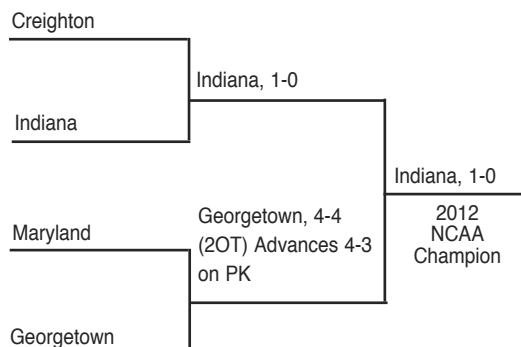 Creighton
Indiana, 1-0
Indiana
Indiana, 1-0
2012
NCAA
Champion
Georgetown, 4-4
(2OT) Advances 4-3
on PK
Maryland
Georgetown